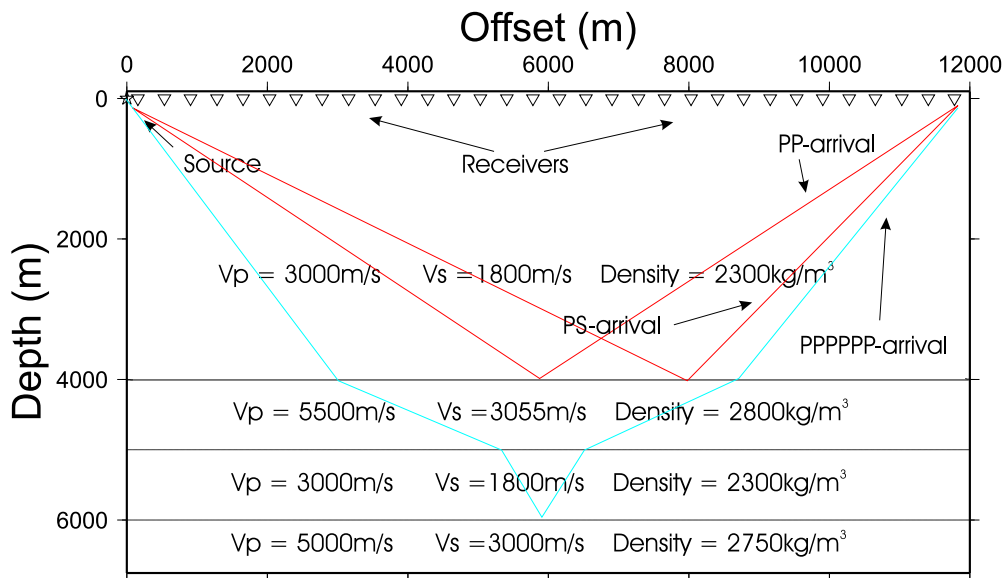 Offset (m)
0 2000 4000 6000 8000 10000 12000
0
Source
Receivers
PP-arrival
2000
Vp = 3000m/s Vs =1800m/s Density = 2300kg/m³
PS-arrival
PPPPPP-arrival
Depth (m)
4000
Vp = 5500m/s Vs =3055m/s Density = 2800kg/m³
Vp = 3000m/s Vs =1800m/s Density = 2300kg/m³
6000
Vp = 5000m/s Vs =3000m/s Density = 2750kg/m³